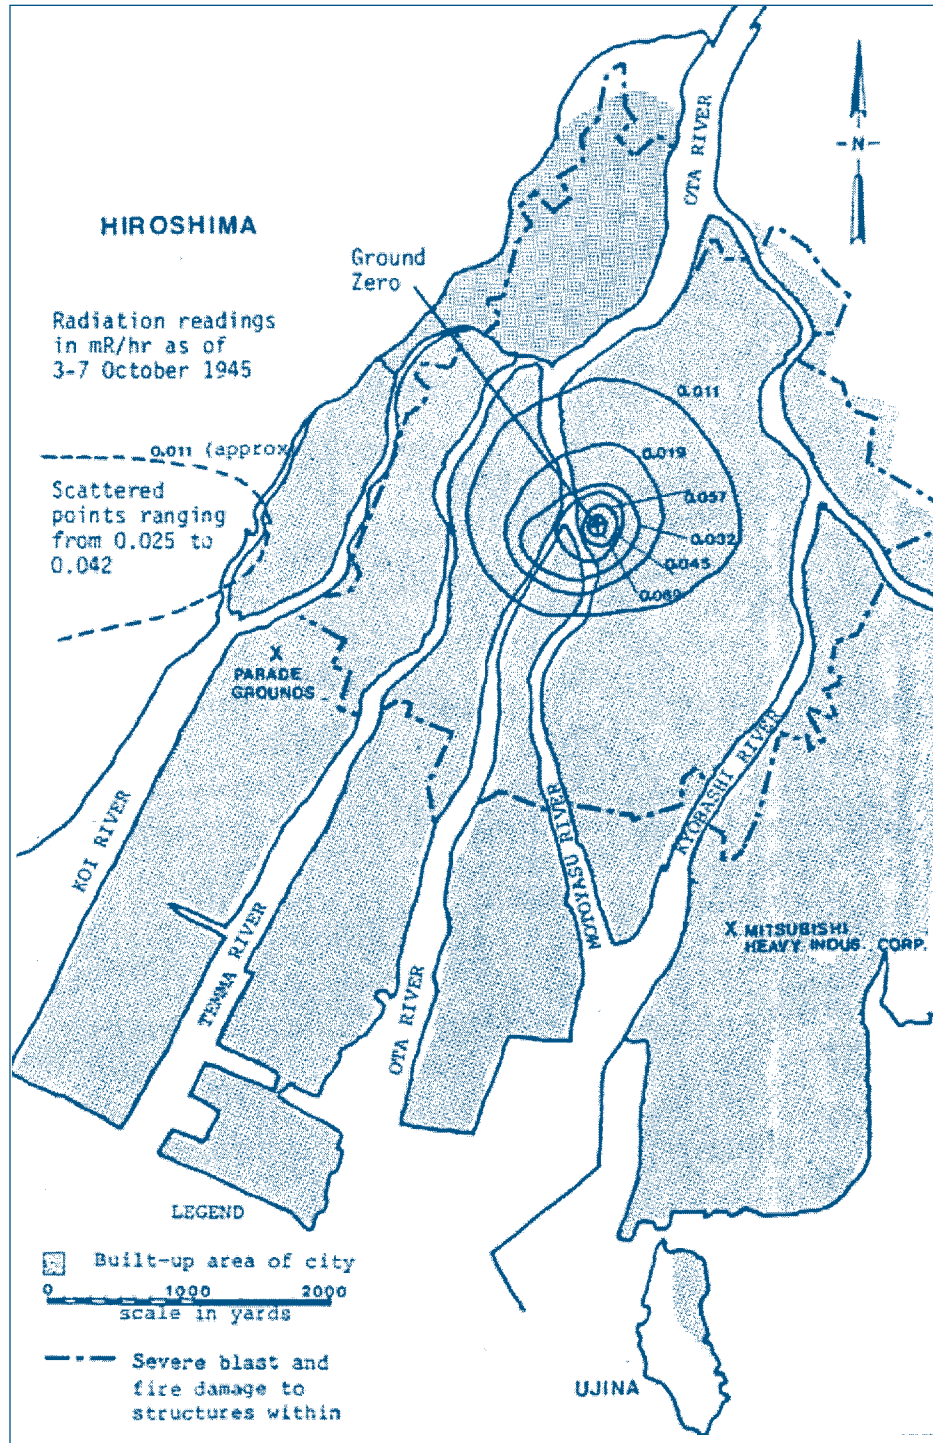 OTA RIVER
N
HIROSHIMA
Ground
Zero
Radiation readings
in mR/hr as of
3-7 October 1945
0.011
0.011 (approx
0.019
Scattered
points ranging
from 0.025 to
0.042
0.057
0.032
0.045
0.069
X
PARADE
GROUNDS
KOI RIVER
TEMMA RIVER
OTA RIVER
MOTOYASU RIVER
KYOBASHI RIVER
X MITSUBISHI
HEAVY INDUS. CORP.
LEGEND
Built-up area of city
0 1000 2000
scale in yards
Severe blast and
fire damage to
structures within
UJINA